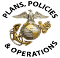 PLANS, POLICIES
& OPERATIONS